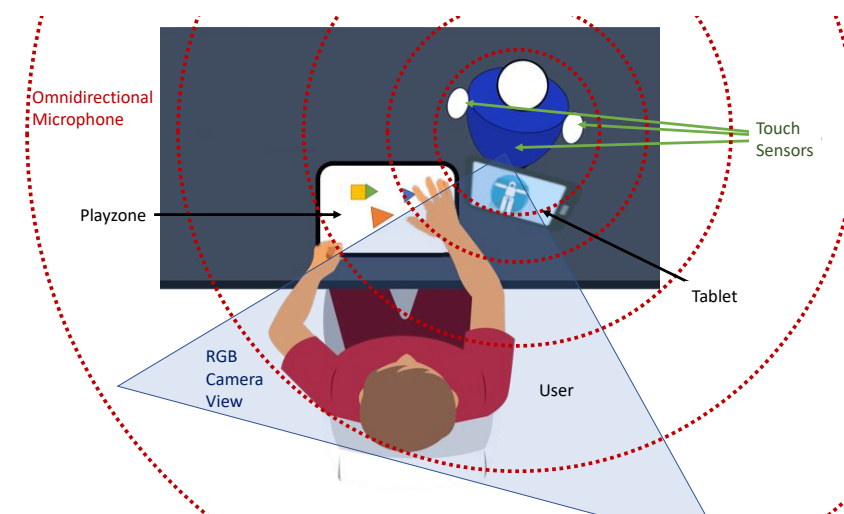 Omnidirectional
Microphone
Touch
Sensors
Playzone
Tablet
RGB
Camera
View
User